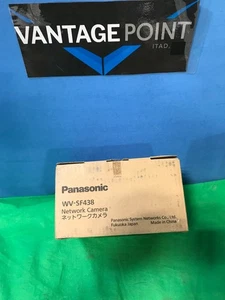 VANTAGE POINT
ITAD.
Panasonic
WV-SF438
Network Camera
ネットワークカメラ
Panasonic System Networks Co., Ltd.
Fukuoka Japan
Made in China